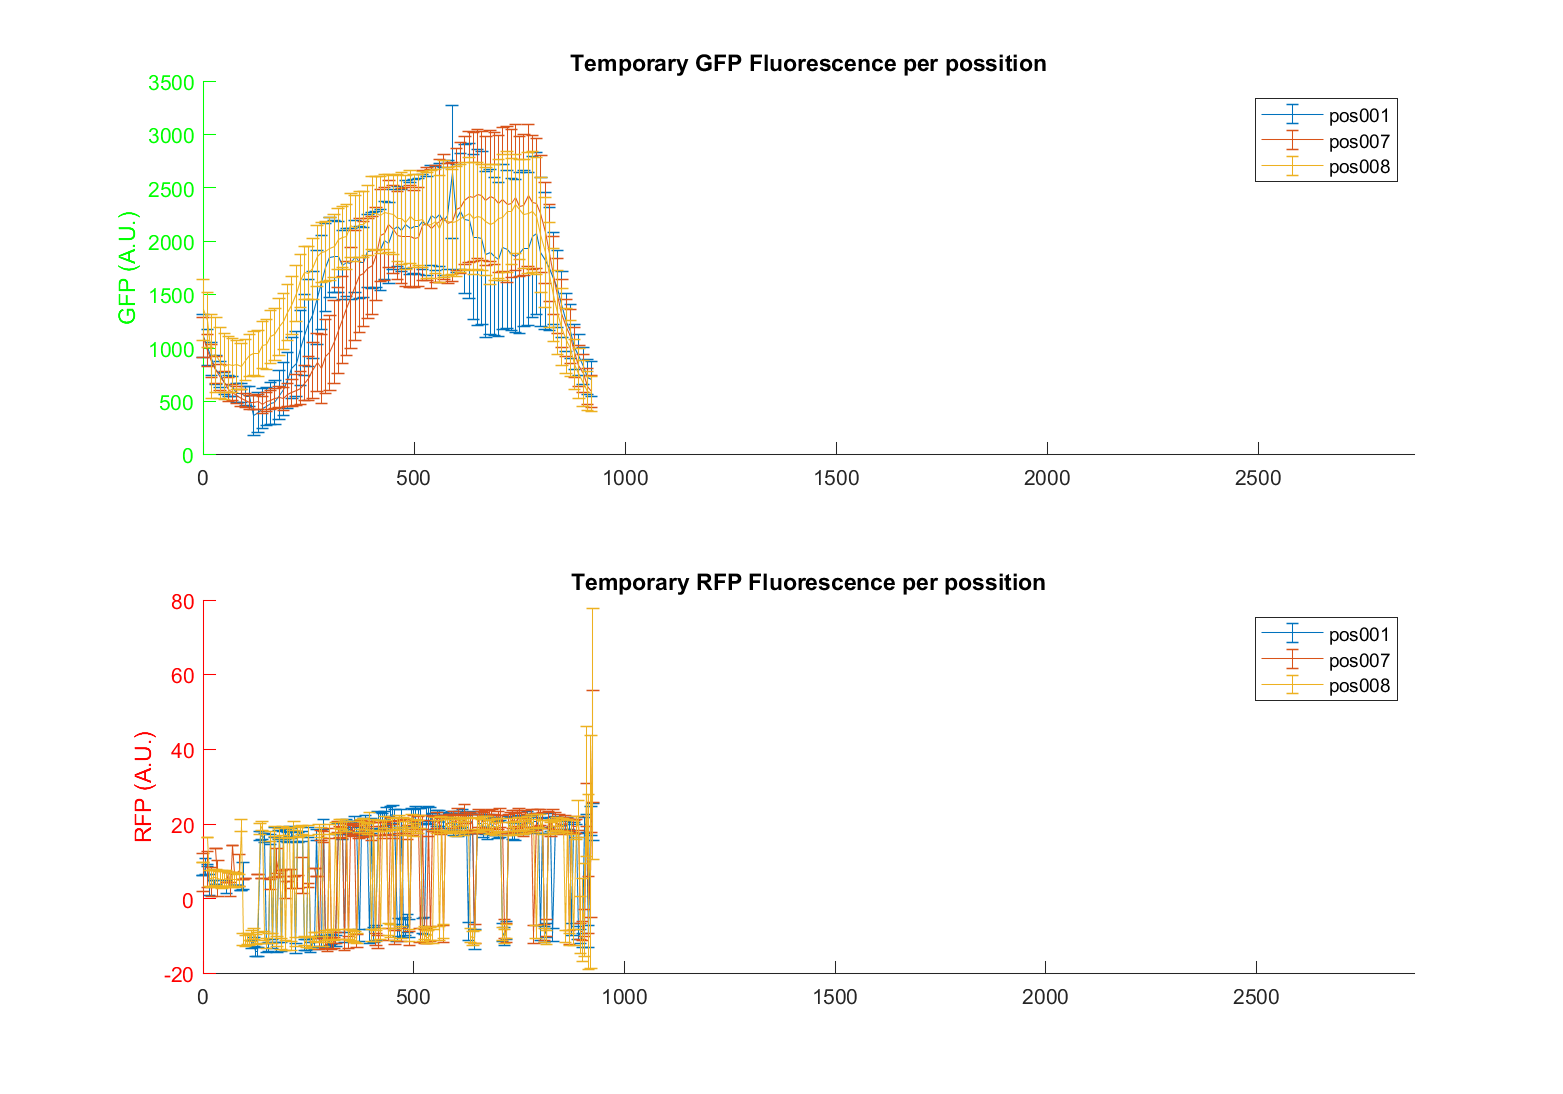 Temporary GFP Fluorescence per possition
3500
3000
2500
2000
1500
1000
500
0
GFP (A.U.)
0 500 1000 1500 2000 2500
pos001
pos007
pos008
Temporary RFP Fluorescence per possition
80
60
40
20
0
-20
RFP (A.U.)
0 500 1000 1500 2000 2500
pos001
pos007
pos008